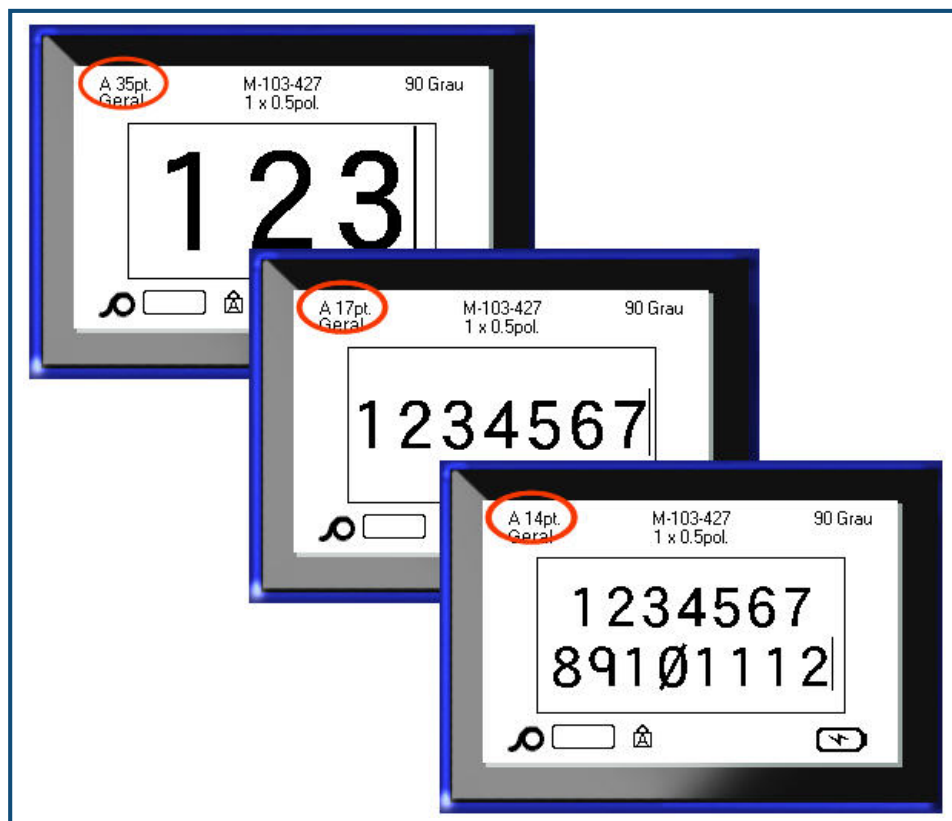 A 35pt.
Geral
M-103-427
1 x 0.5pol.
90 Grau
123
A
A 17pt.
Geral
M-103-427
1 x 0.5pol.
90 Grau
1234567
A 14pt.
Geral
M-103-427
1 x 0.5pol.
90 Grau
1234567
89101112
A